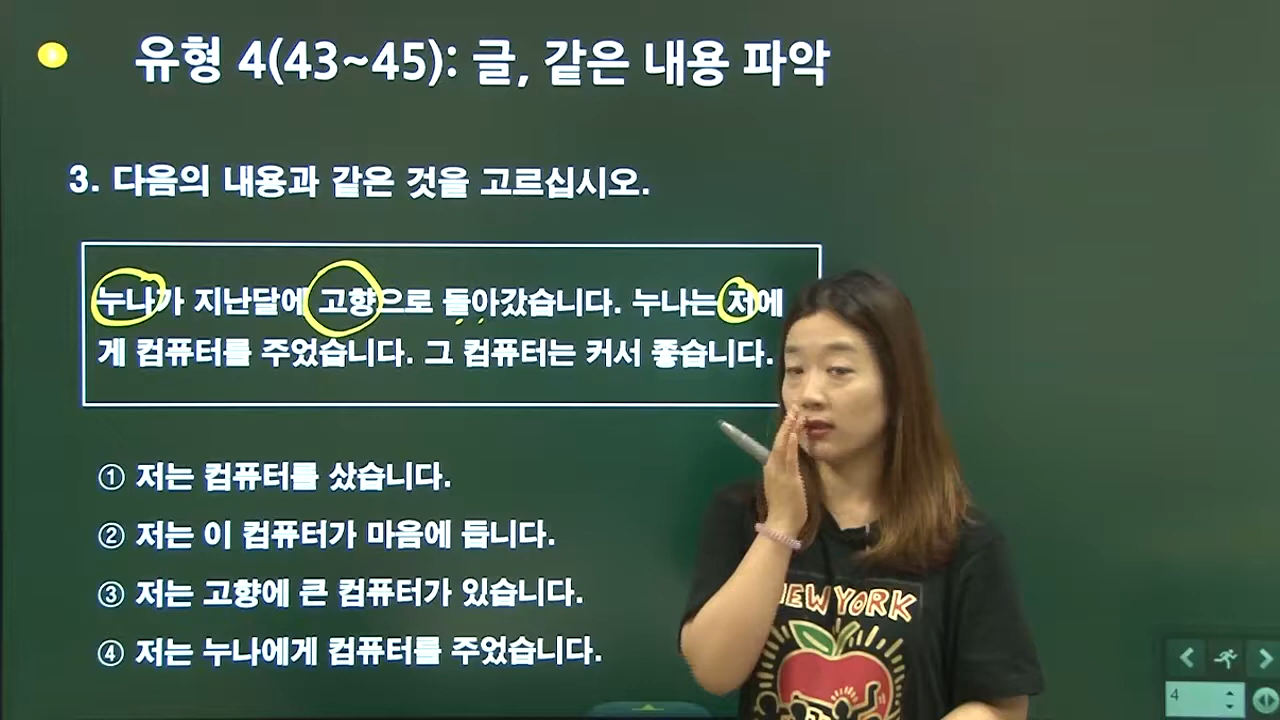 유형 4(43~45): 글, 같은 내용 파악
3. 다음의 내용과 같은 것을 고르십시오.
누나가 지난달에 고향으로 돌아갔습니다. 누나는 저에
게 컴퓨터를 주었습니다. 그 컴퓨터는 커서 좋습니다.
① 저는 컴퓨터를 샀습니다.
② 저는 이 컴퓨터가 마음에 듭니다.
③ 저는 고향에 큰 컴퓨터가 있습니다.
④ 저는 누나에게 컴퓨터를 주었습니다.
NEW YORK
4